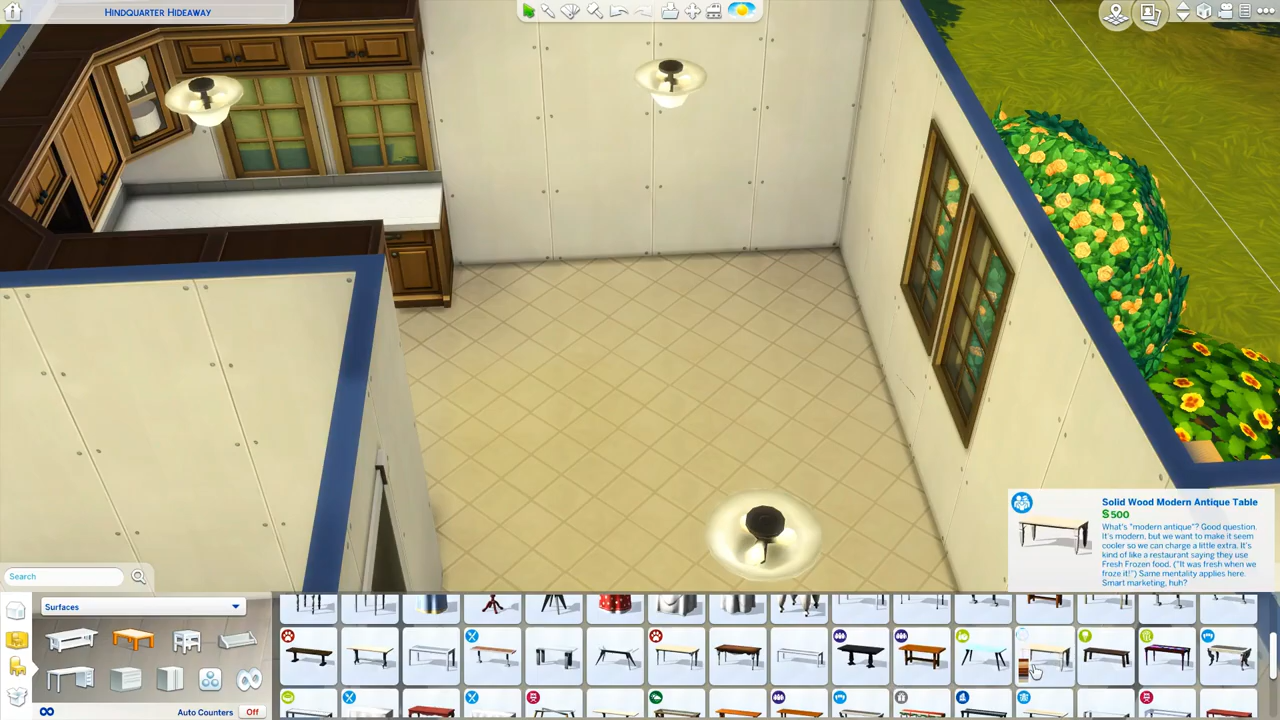 HINDQUARTER HIDEAWAY
Solid Wood Modern Antique Table
$500
What's "modern antique"? Good question.
It's modern, but we want to make it seem
cooler so we can charge a little extra. It's
kind of like a restaurant saying they use
Fresh Frozen food. ("It was fresh when we
froze it!") Same mentality applies here.
Smart marketing, huh?
Search
Surfaces
Auto Counters
Off